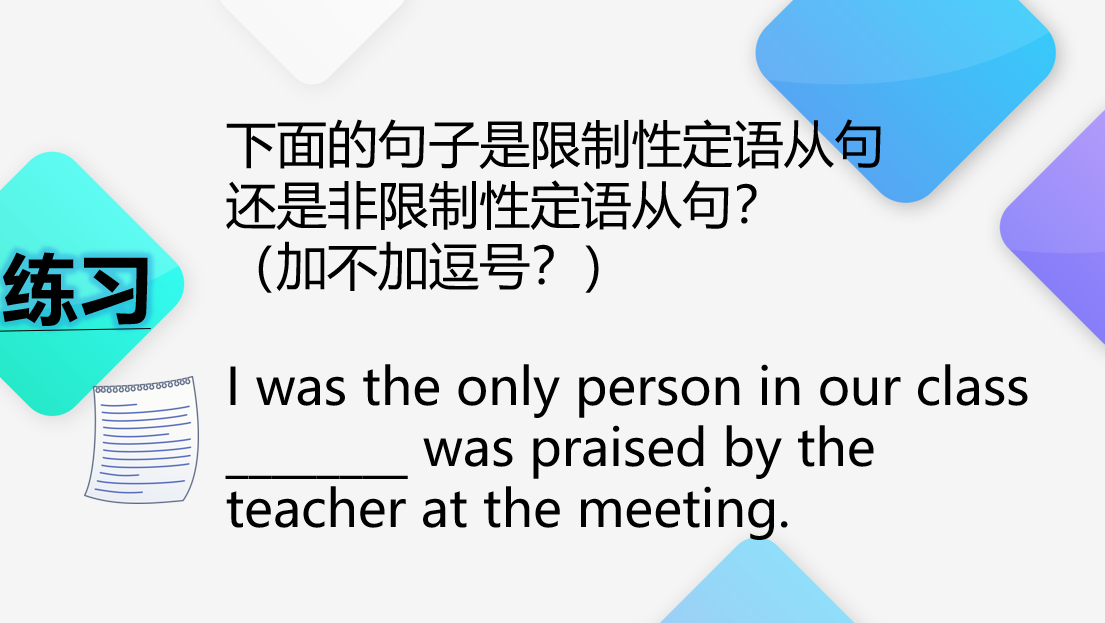 下面的句子是限制性定语从句
还是非限制性定语从句？
（加不加逗号？）
练习
I was the only person in our class
________ was praised by the
teacher at the meeting.